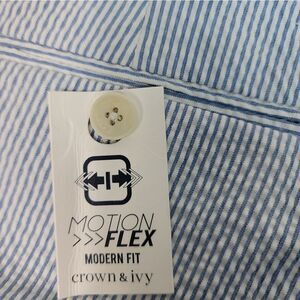 MOTION
>>>FLEX
MODERN FIT
crown & ivy